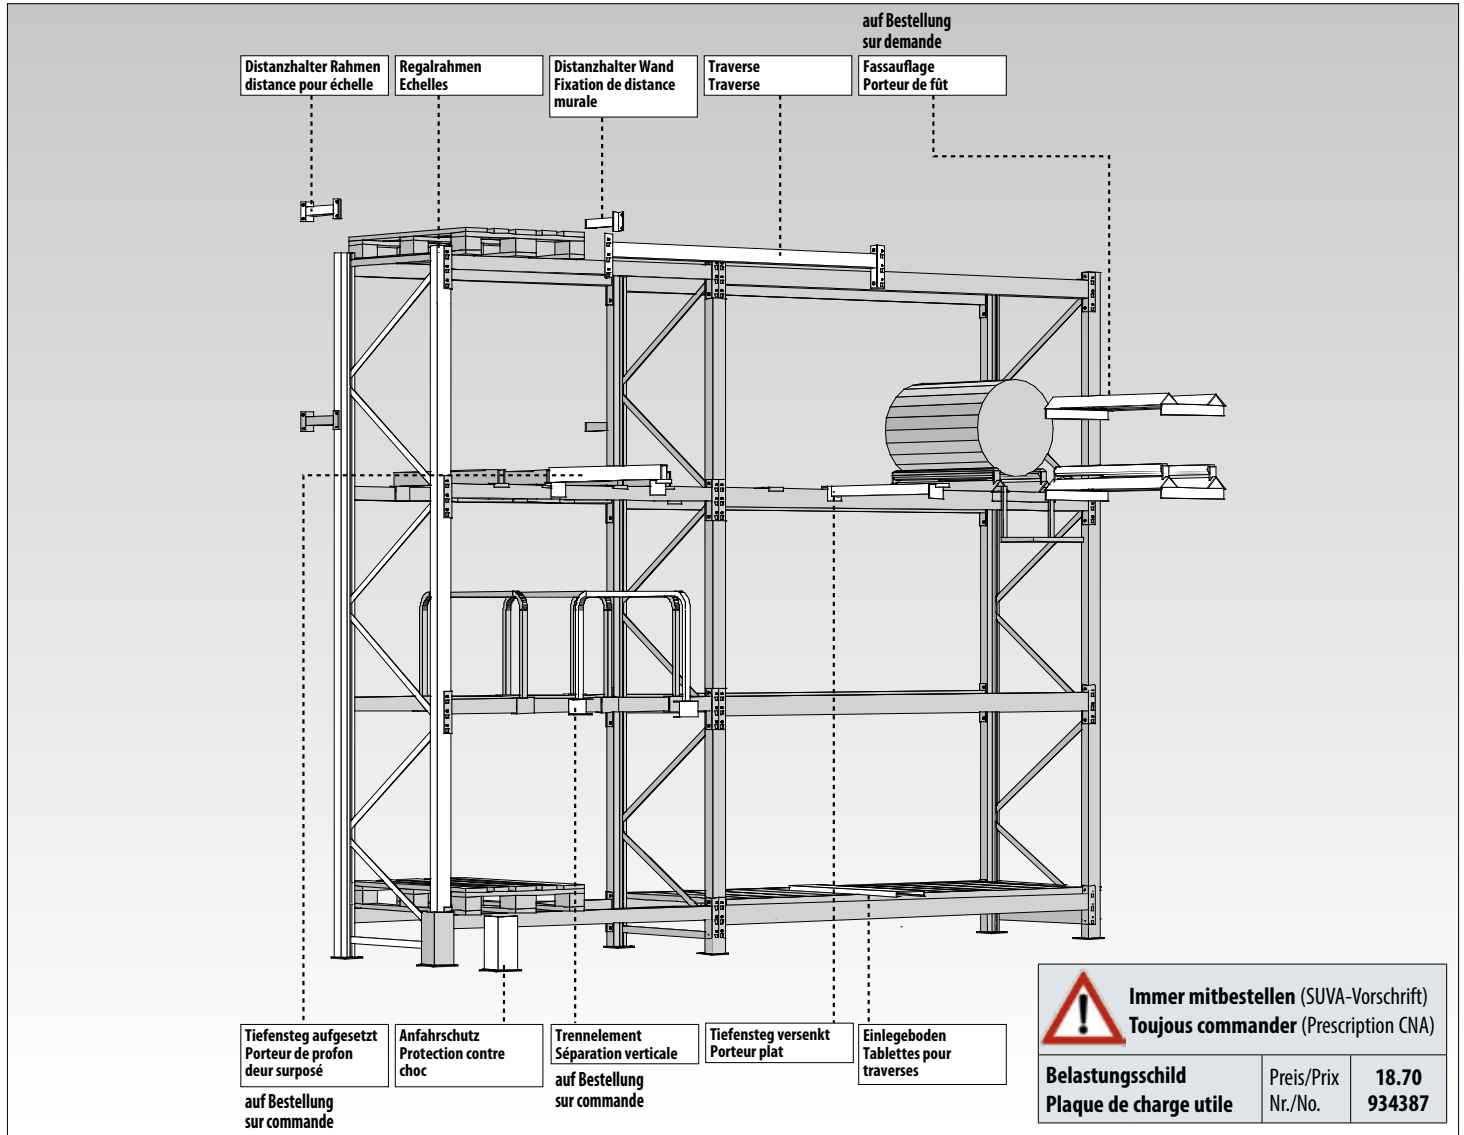 auf Bestellung
sur demande
Distanzhalter Rahmen
distance pour échelle
Regalrahmen
Echelles
Distanzhalter Wand
Fixation de distance
murale
Traverse
Traverse
Fassauflage
Porteur de fût
Tiefensteg aufgesetzt
Porteur de profon
deur surposé
auf Bestellung
sur commande
Anfahrschutz
Protection contre
choc
Trennelement
Séparation verticale
auf Bestellung
sur commande
Tiefensteg versenkt
Porteur plat
Einlegeboden
Tablettes pour
traverses
Immer mitbestellen (SUVA-Vorschrift)
Toujous commander (Prescription CNA)
Belastungsschild Preis/Prix 18.70
Plaque de charge utile Nr./No. 934387